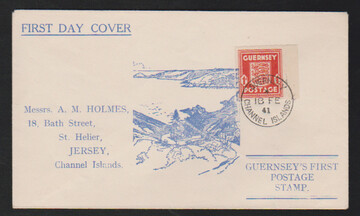 FIRST DAY COVER
GUERNSEY
POSTAGE
18 FE
41
CHANNEL ISLANDS
Messrs. A. M. HOLMES,
18, Bath Street,
St. Helier,
JERSEY,
Channel Islands.
GUERNSEY'S FIRST
POSTAGE
STAMP.